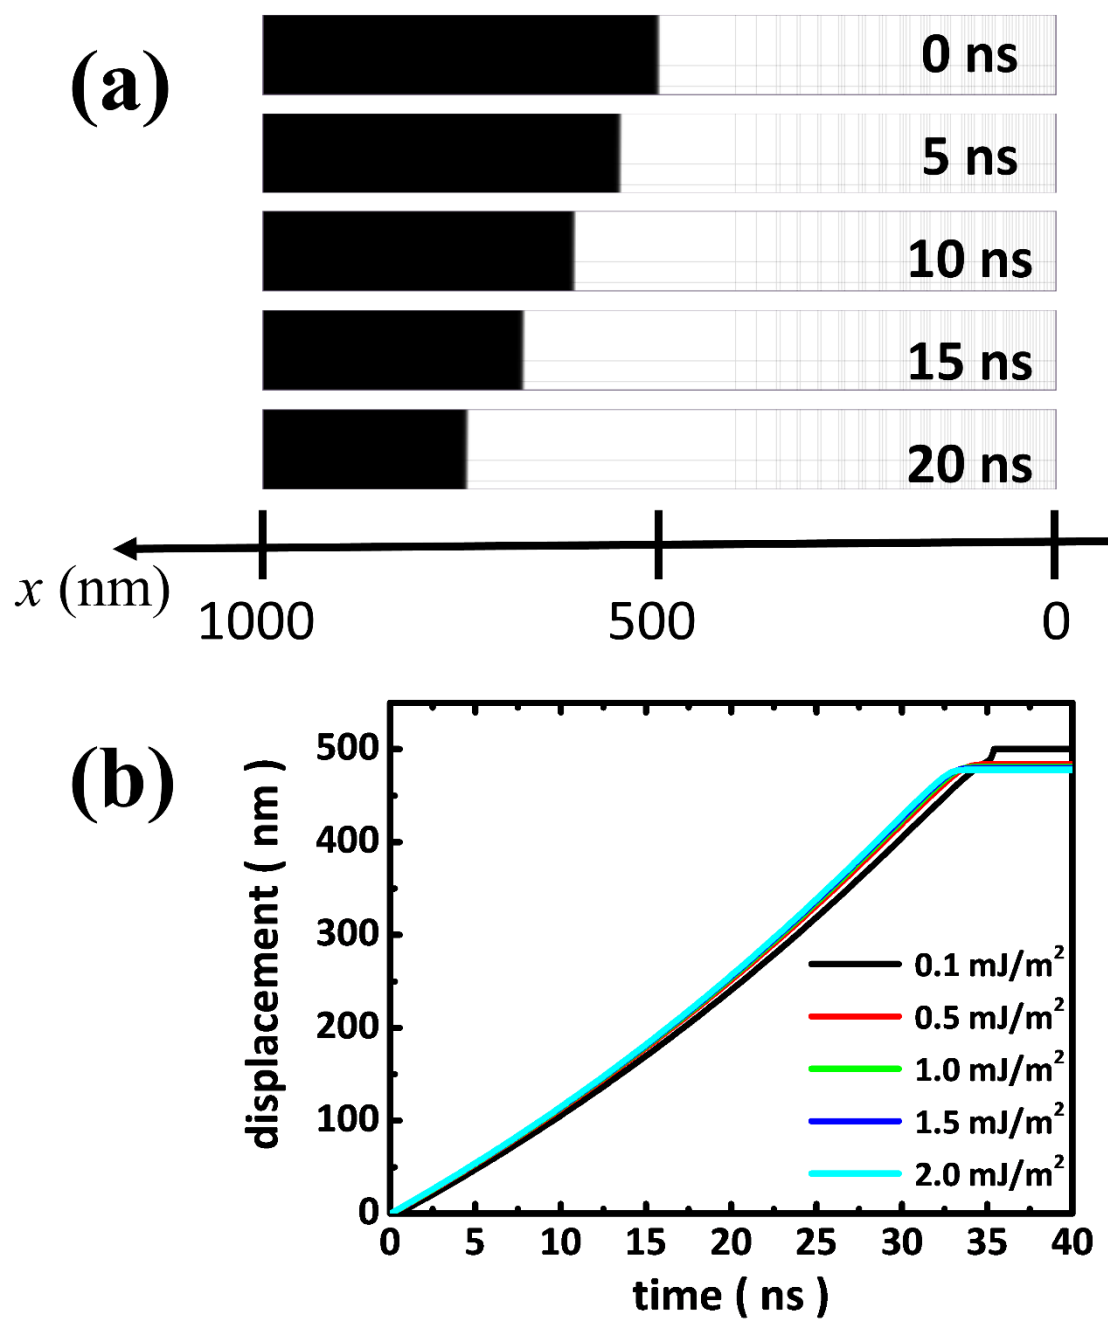 (a)
0 ns
5 ns
10 ns
15 ns
20 ns
x (nm)
1000 500 0
(b)
displacement ( nm )
500
400
300
200
100
0
0.1 mJ/m²
0.5 mJ/m²
1.0 mJ/m²
1.5 mJ/m²
2.0 mJ/m²
0 5 10 15 20 25 30 35 40
time ( ns )